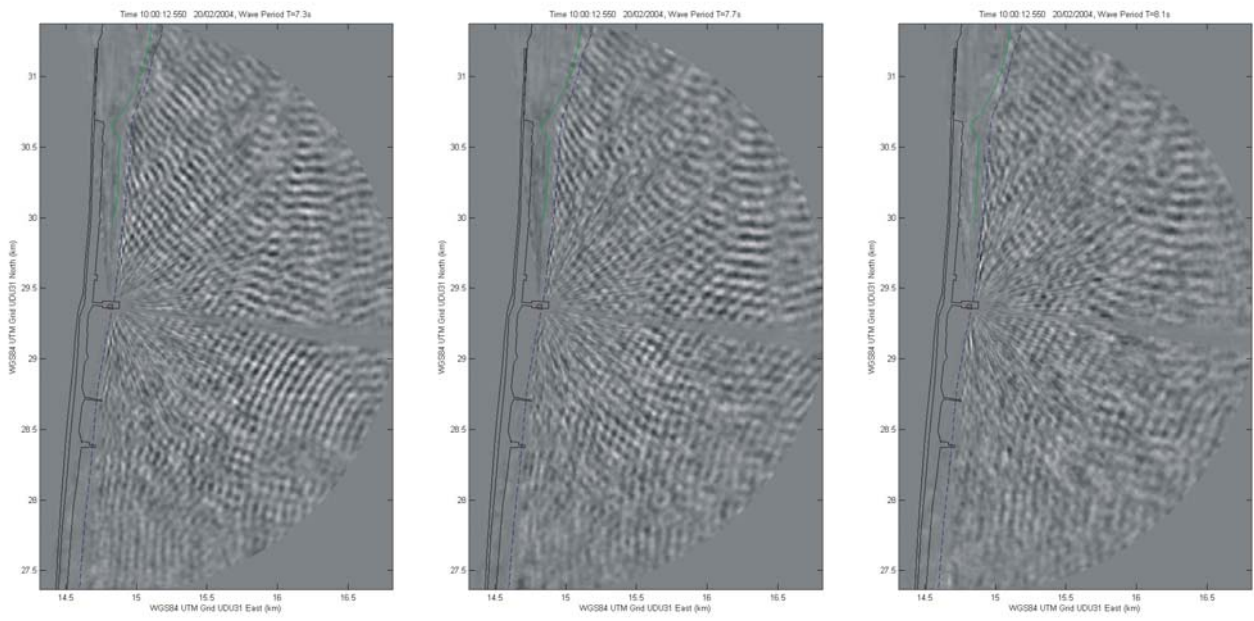 Time 10:00:12.550 20/02/2004, Wave Period T=7.3s
31
30.5
30
29.5
29
28.5
28
27.5
14.5 15 15.5 16 16.5
WGS84 UTM Grid UDU31 North (km)
WGS84 UTM Grid UDU31 East (km)
Time 10:00:12.550 20/02/2004, Wave Period T=7.7s
31
30.5
30
29.5
29
28.5
28
27.5
14.5 15 15.5 16 16.5
WGS84 UTM Grid UDU31 North (km)
WGS84 UTM Grid UDU31 East (km)
Time 10:00:12.550 20/02/2004, Wave Period T=8.1s
31
30.5
30
29.5
29
28.5
28
27.5
14.5 15 15.5 16 16.5
WGS84 UTM Grid UDU31 North (km)
WGS84 UTM Grid UDU31 East (km)